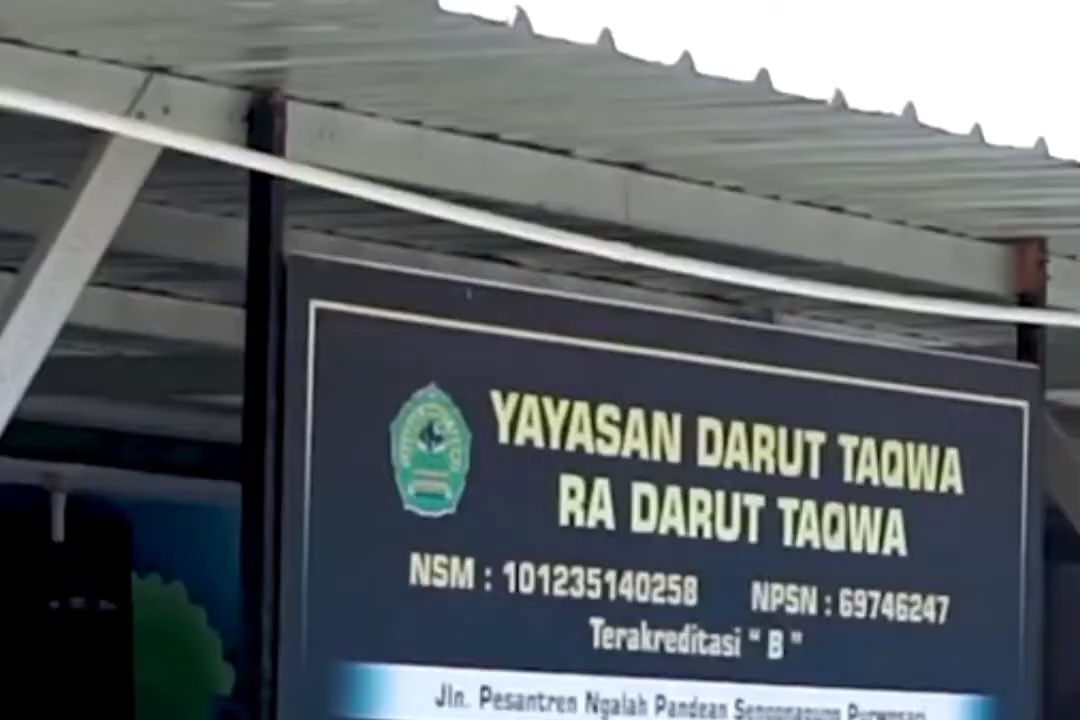 YAYASAN DARUT TAQWA
RA DARUT TAQWA
NSM : 101235140258 NPSN : 69746247
Terakreditasi " B "
Jln. Pesantren Ngalah Pandean Sengonagung Purwosari